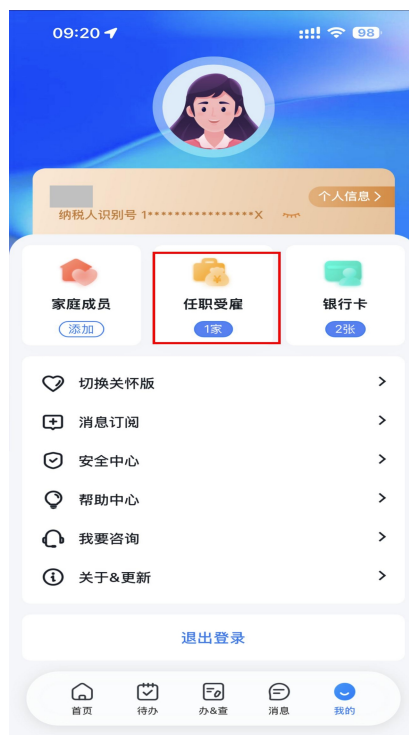 09:20
98
个人信息
纳税人识别号 1****************X
家庭成员
任职受雇
银行卡
添加
1家
2张
切换关怀版
消息订阅
安全中心
帮助中心
我要咨询
关于&更新
退出登录
首页
待办
办&查
消息
我的